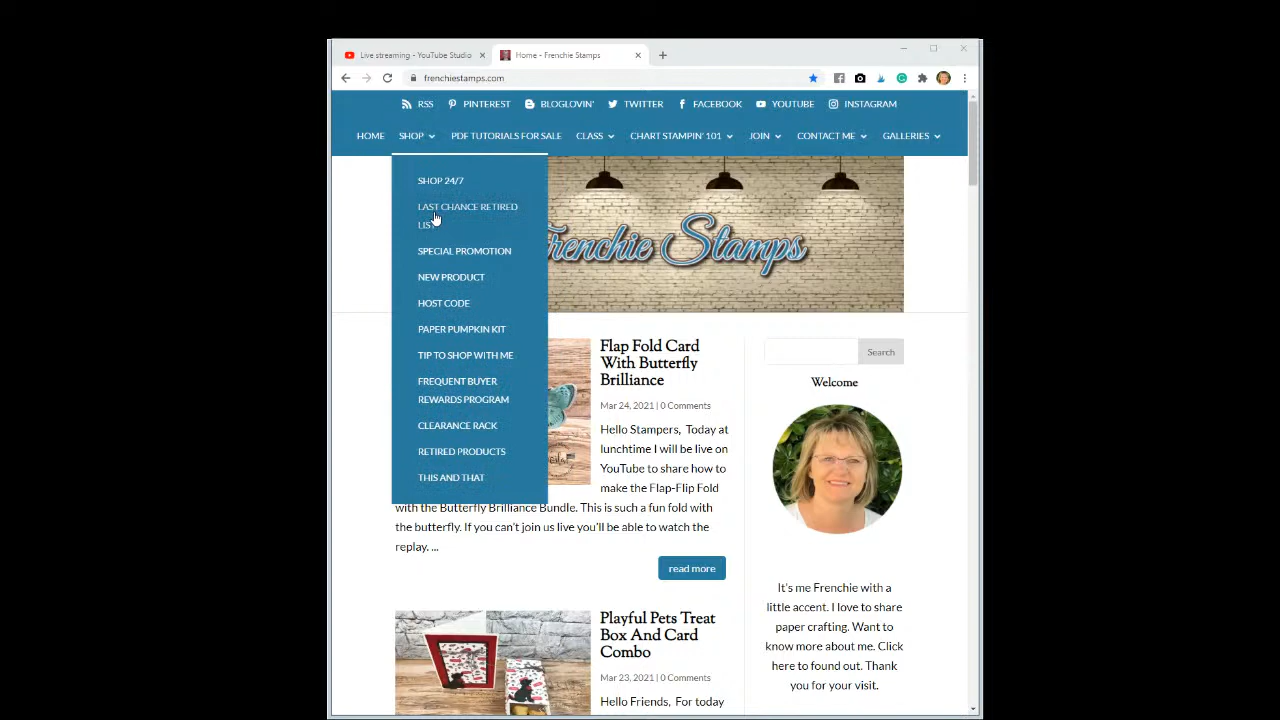 Live streaming - YouTube Studio
Home - Frenchie Stamps
frenchiestamps.com
RSS PINTEREST BLOGLOVIN' TWITTER FACEBOOK YOUTUBE INSTAGRAM
HOME SHOP PDF TUTORIALS FOR SALE CLASS CHART STAMPIN' 101 JOIN CONTACT ME GALLERIES
SHOP 24/7
LAST CHANCE RETIRED
LIST
SPECIAL PROMOTION
NEW PRODUCT
HOST CODE
PAPER PUMPKIN KIT
TIP TO SHOP WITH ME
FREQUENT BUYER
REWARDS PROGRAM
CLEARANCE RACK
RETIRED PRODUCTS
THIS AND THAT
Frenchie Stamps
Flap Fold Card
With Butterfly
Brilliance
Mar 24, 2021 | 0 Comments
Hello Stampers, Today at
lunchtime I will be live on
YouTube to share how to
make the Flap-Flip Fold
with the Butterfly Brilliance Bundle. This is such a fun fold with
the butterfly. If you can't join us live you'll be able to watch the
replay. ...
read more
Playful Pets Treat
Box And Card
Combo
Mar 23, 2021 | 0 Comments
Hello Friends, For today
Search
Welcome
It's me Frenchie with a
little accent. I love to share
paper crafting. Want to
know more about me. Click
here to found out. Thank
you for your visit.